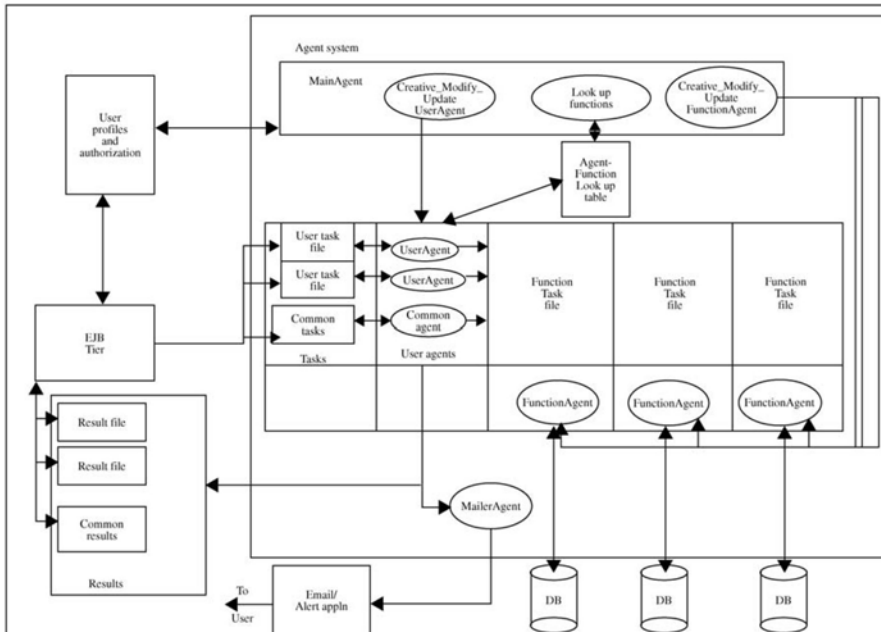 Agent system
MainAgent
Creative_Modify_
Update
UserAgent
Look up
functions
Creative_Modify_
Update
FunctionAgent
User
profiles
and
authorization
Agent-
Function
Look up
table
User task
file
UserAgent
User task
file
UserAgent
Function
Task
file
Function
Task
file
Function
Task
file
Common
tasks
Common
agent
Tasks
User agents
EJB
Tier
FunctionAgent
FunctionAgent
FunctionAgent
Result file
Result file
Common
results
Results
MailerAgent
To
User
Email/
Alert appln
DB
DB
DB